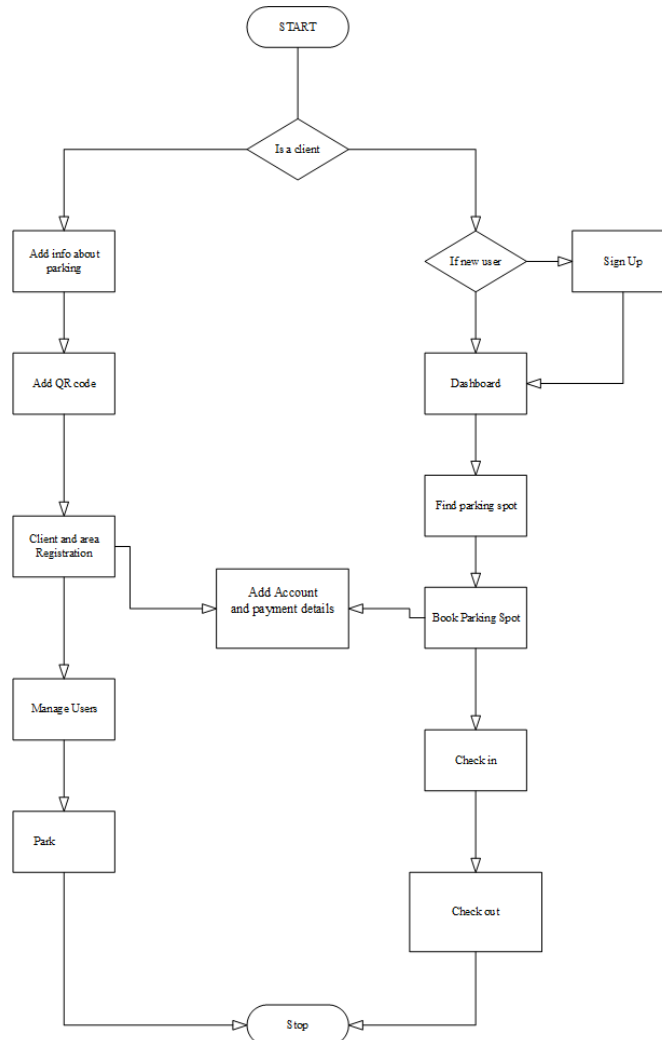 START
Is a client
Add info about
parking
If new user
Sign Up
Add QR code
Dashboard
Find parking spot
Client and area
Registration
Add Account
and payment details
Book Parking Spot
Manage Users
Check in
Park
Check out
Stop